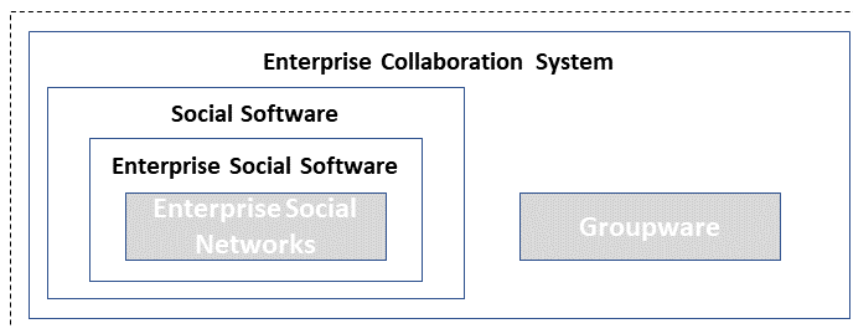 Enterprise Collaboration System
Social Software
Enterprise Social Software
Enterprise Social
Networks
Groupware